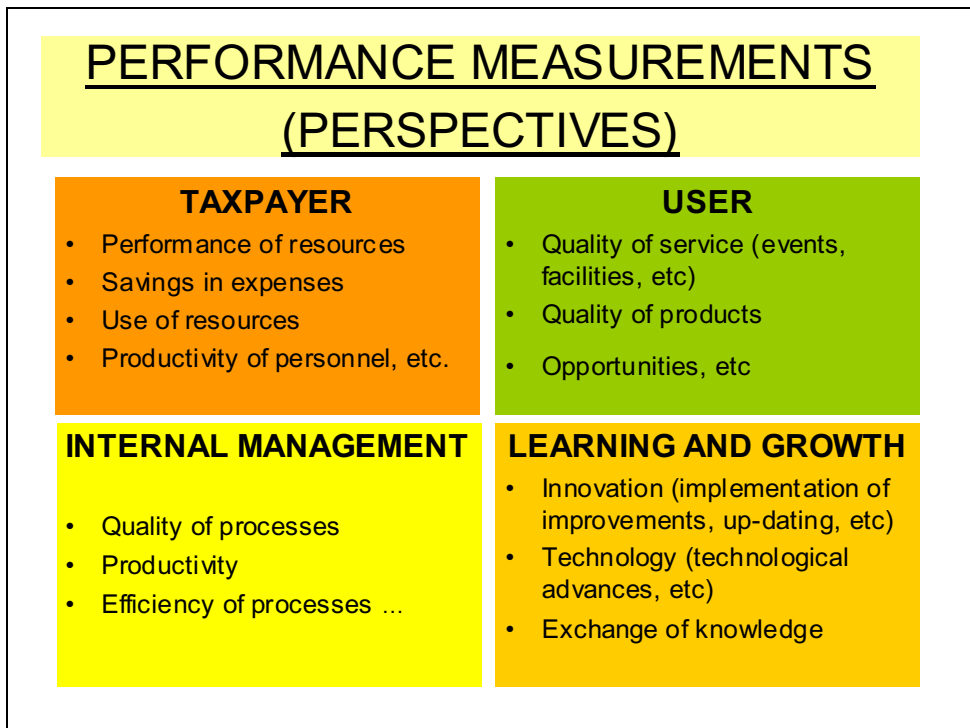 PERFORMANCE MEASUREMENTS
(PERSPECTIVES)
TAXPAYER
• Performance of resources
• Savings in expenses
• Use of resources
• Productivity of personnel, etc.
USER
• Quality of service (events,
facilities, etc)
• Quality of products
• Opportunities, etc
INTERNAL MANAGEMENT
• Quality of processes
• Productivity
• Efficiency of processes ...
LEARNING AND GROWTH
• Innovation (implementation of
improvements, up-dating, etc)
• Technology (technological
advances, etc)
• Exchange of knowledge